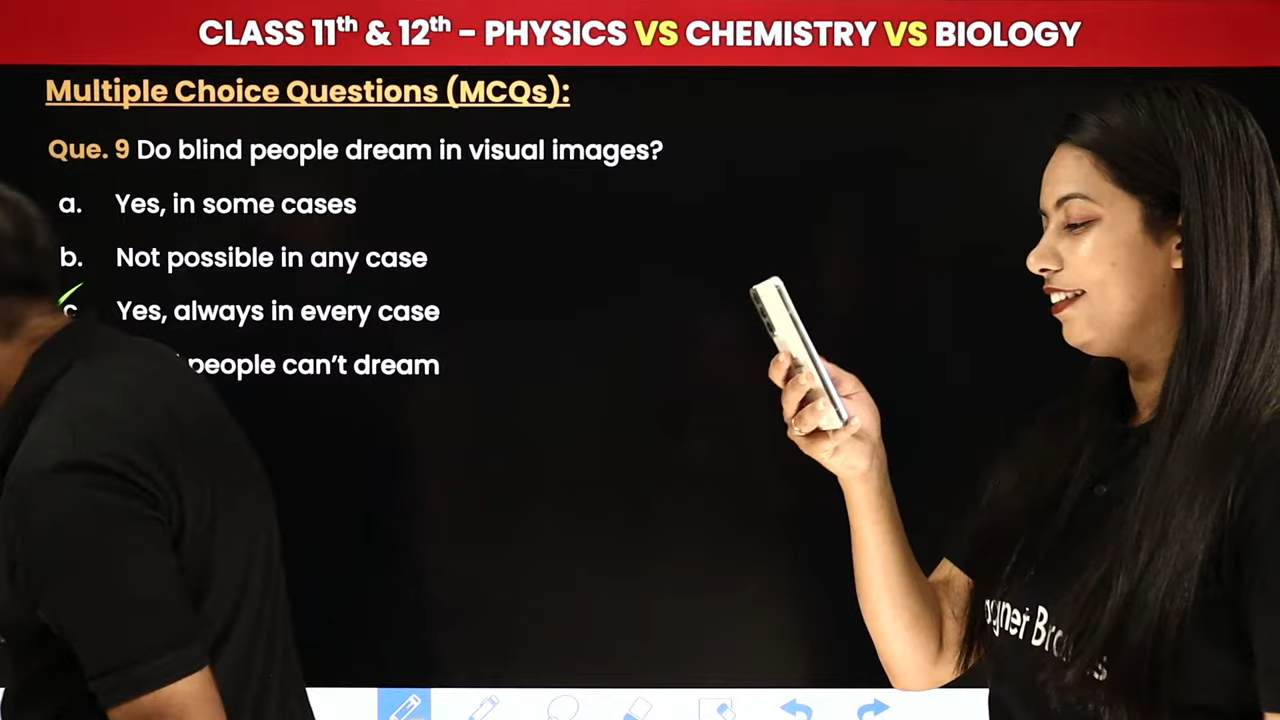 CLASS 11th & 12th - PHYSICS VS CHEMISTRY VS BIOLOGY
Multiple Choice Questions (MCQs):
Que. 9 Do blind people dream in visual images?
a. Yes, in some cases
b. Not possible in any case
c Yes, always in every case
people can't dream